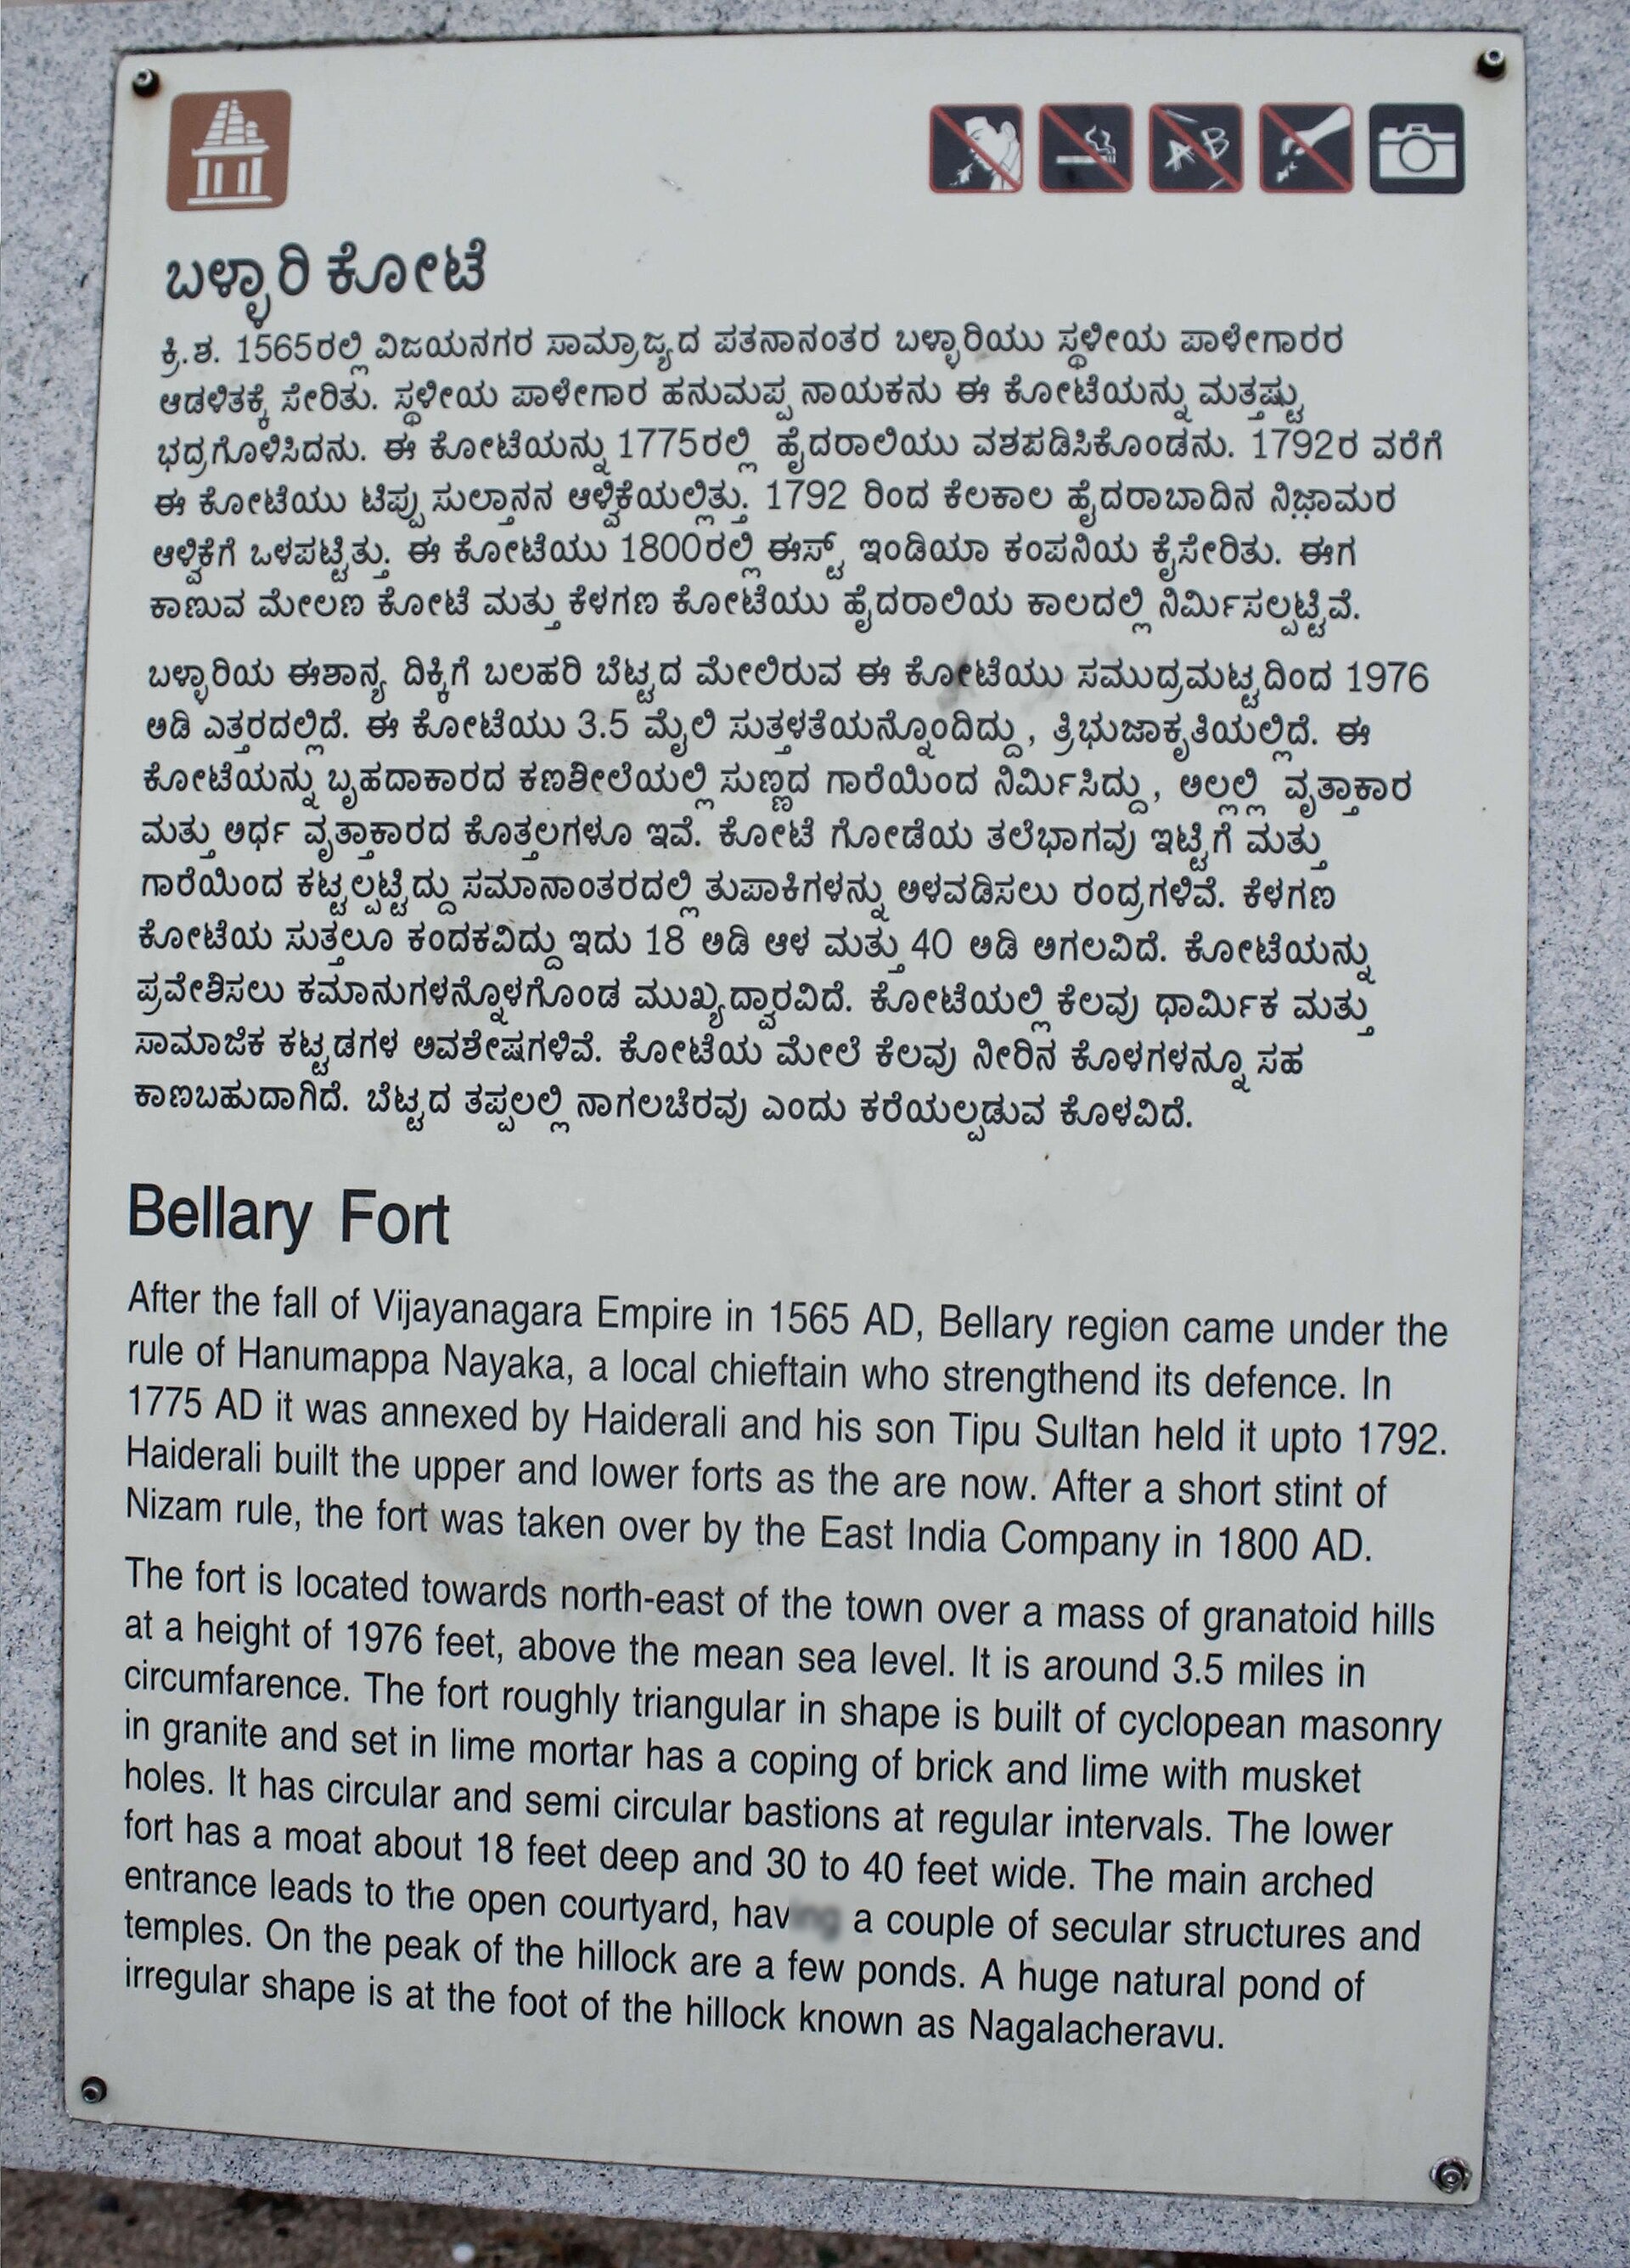 ಬಳ್ಳಾರಿ ಕೋಟೆ
ಕ್ರಿ.ಶ. 1565ರಲ್ಲಿ ವಿಜಯನಗರ ಸಾಮ್ರಾಜ್ಯದ ಪತನಾನಂತರ ಬಳ್ಳಾರಿಯು ಸ್ಥಳೀಯ ಪಾಳೇಗಾರರ
ಆಡಳಿತಕ್ಕೆ ಸೇರಿತು. ಸ್ಥಳೀಯ ಪಾಳೇಗಾರ ಹನುಮಪ್ಪ ನಾಯಕನು ಈ ಕೋಟೆಯನ್ನು ಮತ್ತಷ್ಟು
ಭದ್ರಗೊಳಿಸಿದನು. ಈ ಕೋಟೆಯನ್ನು 1775ರಲ್ಲಿ ಹೈದರಾಲಿಯು ವಶಪಡಿಸಿಕೊಂಡನು. 1792ರ ವರೆಗೆ
ಈ ಕೋಟೆಯು ಟಿಪ್ಪು ಸುಲ್ತಾನನ ಆಳ್ವಿಕೆಯಲ್ಲಿತ್ತು. 1792 ರಿಂದ ಕೆಲಕಾಲ ಹೈದರಾಬಾದಿನ ನಿಜಾಮರ
ಆಳ್ವಿಕೆಗೆ ಒಳಪಟ್ಟಿತ್ತು. ಈ ಕೋಟೆಯು 1800ರಲ್ಲಿ ಈಸ್ಟ್ ಇಂಡಿಯಾ ಕಂಪನಿಯ ಕೈಸೇರಿತು. ಈಗ
ಕಾಣುವ ಮೇಲಣ ಕೋಟೆ ಮತ್ತು ಕೆಳಗಣ ಕೋಟೆಯು ಹೈದರಾಲಿಯ ಕಾಲದಲ್ಲಿ ನಿರ್ಮಿಸಲ್ಪಟ್ಟಿವೆ.
ಬಳ್ಳಾರಿಯ ಈಶಾನ್ಯ ದಿಕ್ಕಿಗೆ ಬಲಹರಿ ಬೆಟ್ಟದ ಮೇಲಿರುವ ಈ ಕೋಟೆಯು ಸಮುದ್ರಮಟ್ಟದಿಂದ 1976
ಅಡಿ ಎತ್ತರದಲ್ಲಿದೆ. ಈ ಕೋಟೆಯು 3.5 ಮೈಲಿ ಸುತ್ತಳತೆಯನ್ನೊಂದಿದ್ದು, ತ್ರಿಭುಜಾಕೃತಿಯಲ್ಲಿದೆ. ಈ
ಕೋಟೆಯನ್ನು ಬೃಹದಾಕಾರದ ಕಣಶೀಲೆಯಲ್ಲಿ ಸುಣ್ಣದ ಗಾರೆಯಿಂದ ನಿರ್ಮಿಸಿದ್ದು, ಅಲ್ಲಲ್ಲಿ ವೃತ್ತಾಕಾರ
ಮತ್ತು ಅರ್ಧ ವೃತ್ತಾಕಾರದ ಕೊತ್ತಲಗಳೂ ಇವೆ. ಕೋಟೆ ಗೋಡೆಯ ತಲೆಭಾಗವು ಇಟ್ಟಿಗೆ ಮತ್ತು
ಗಾರೆಯಿಂದ ಕಟ್ಟಲ್ಪಟ್ಟಿದ್ದು ಸಮಾನಾಂತರದಲ್ಲಿ ತುಪಾಕಿಗಳನ್ನು ಅಳವಡಿಸಲು ರಂದ್ರಗಳಿವೆ. ಕೆಳಗಣ
ಕೋಟೆಯ ಸುತ್ತಲೂ ಕಂದಕವಿದ್ದು ಇದು 18 ಅಡಿ ಆಳ ಮತ್ತು 40 ಅಡಿ ಅಗಲವಿದೆ. ಕೋಟೆಯನ್ನು
ಪ್ರವೇಶಿಸಲು ಕಮಾನುಗಳನ್ನೊಳಗೊಂಡ ಮುಖ್ಯದ್ವಾರವಿದೆ. ಕೋಟೆಯಲ್ಲಿ ಕೆಲವು ಧಾರ್ಮಿಕ ಮತ್ತು
ಸಾಮಾಜಿಕ ಕಟ್ಟಡಗಳ ಅವಶೇಷಗಳಿವೆ. ಕೋಟೆಯ ಮೇಲೆ ಕೆಲವು ನೀರಿನ ಕೊಳಗಳನ್ನೂ ಸಹ
ಕಾಣಬಹುದಾಗಿದೆ. ಬೆಟ್ಟದ ತಪ್ಪಲಲ್ಲಿ ನಾಗಲಚೆರವು ಎಂದು ಕರೆಯಲ್ಪಡುವ ಕೊಳವಿದೆ.
Bellary Fort
After the fall of Vijayanagara Empire in 1565 AD, Bellary region came under the
rule of Hanumappa Nayaka, a local chieftain who strengthend its defence. In
1775 AD it was annexed by Haiderali and his son Tipu Sultan held it upto 1792.
Haiderali built the upper and lower forts as the are now. After a short stint of
Nizam rule, the fort was taken over by the East India Company in 1800 AD.
The fort is located towards north-east of the town over a mass of granatoid hills
at a height of 1976 feet, above the mean sea level. It is around 3.5 miles in
circumfarence. The fort roughly triangular in shape is built of cyclopean masonry
in granite and set in lime mortar has a coping of brick and lime with musket
holes. It has circular and semi circular bastions at regular intervals. The lower
fort has a moat about 18 feet deep and 30 to 40 feet wide. The main arched
entrance leads to the open courtyard, a couple of secular structures and
temples. On the peak of the hillock are a few ponds. A huge natural pond of
irregular shape is at the foot of the hillock known as Nagalacheravu.